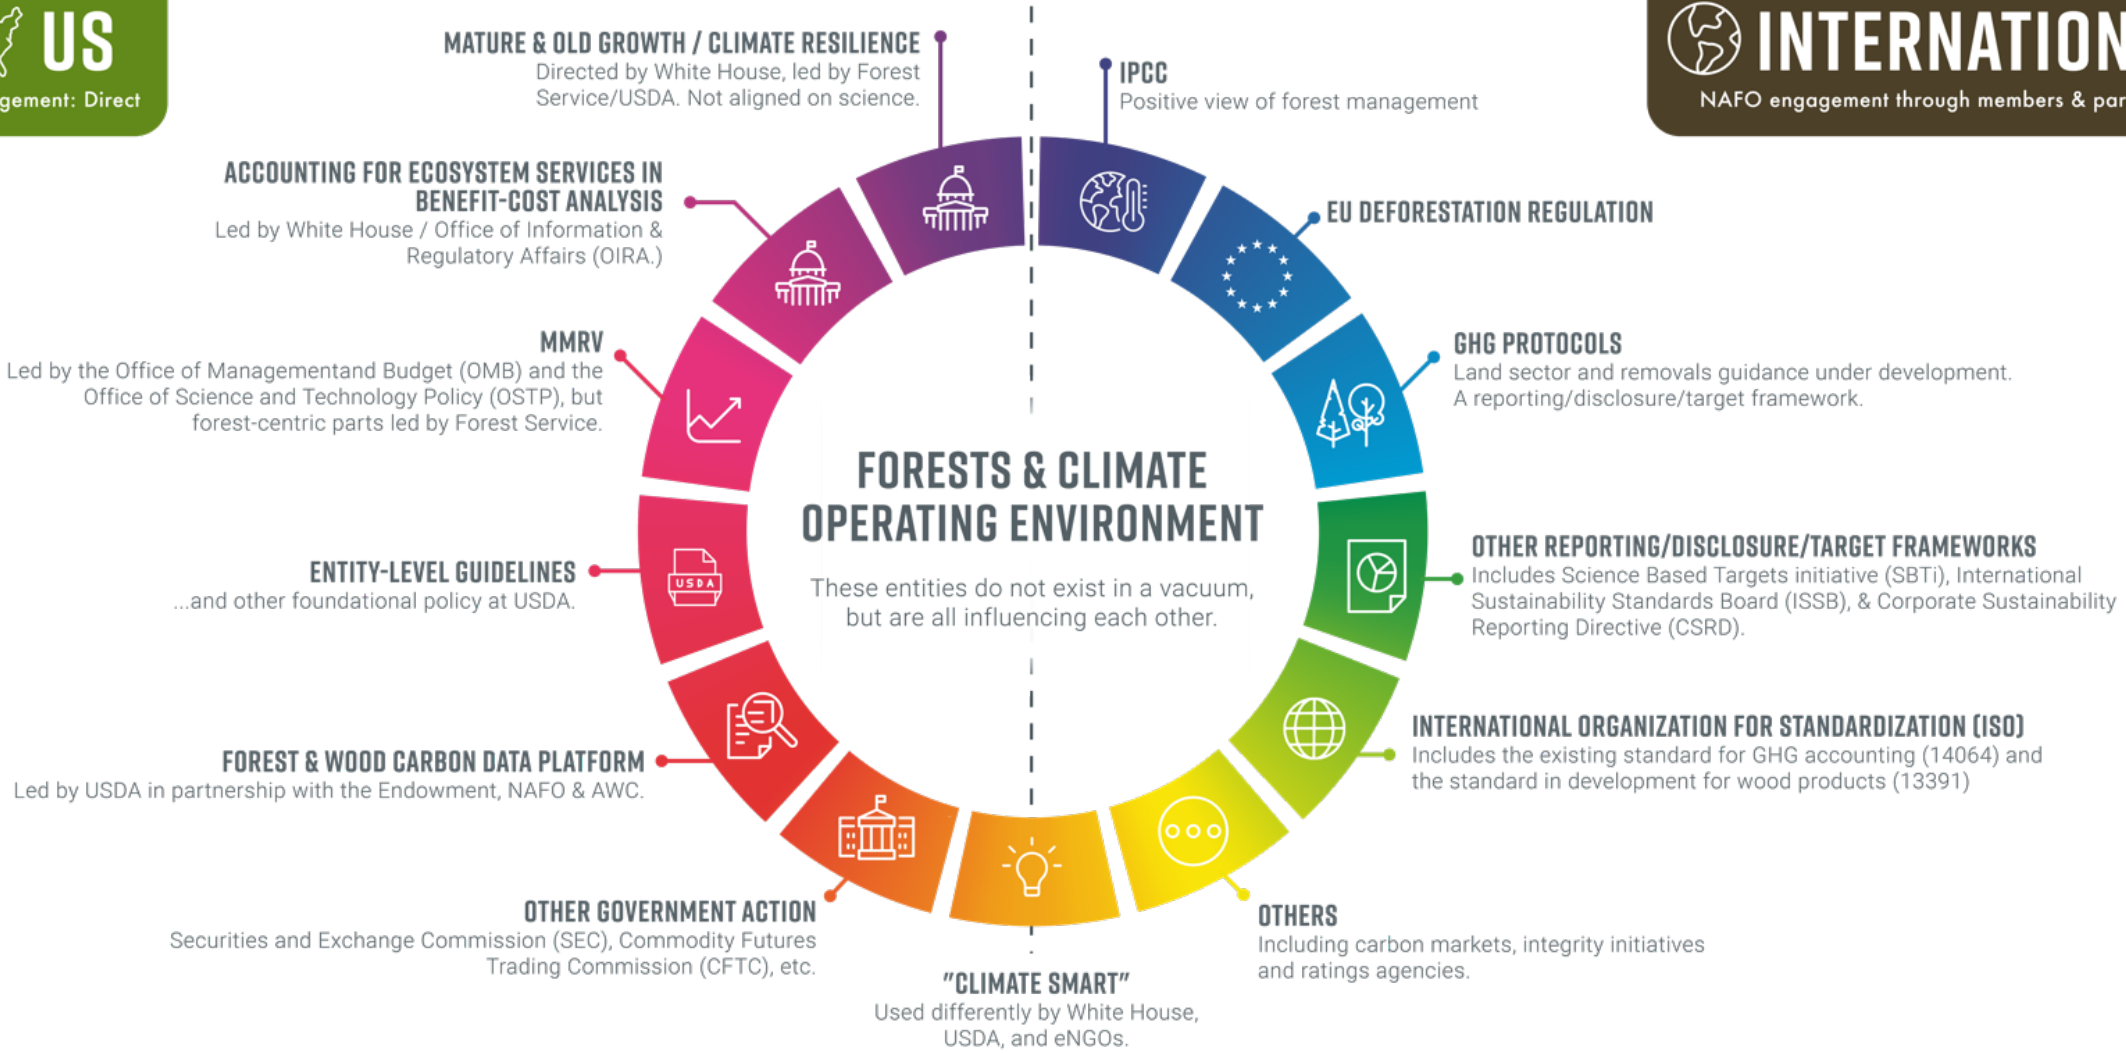 US
gement: Direct
INTERNATION
NAFO engagement through members & par
MATURE & OLD GROWTH / CLIMATE RESILIENCE
Directed by White House, led by Forest
Service/USDA. Not aligned on science.
IPCC
Positive view of forest management
ACCOUNTING FOR ECOSYSTEM SERVICES IN
BENEFIT-COST ANALYSIS
Led by White House / Office of Information &
Regulatory Affairs (OIRA.)
EU DEFORESTATION REGULATION
MMRV
Led by the Office of Managementand Budget (OMB) and the
Office of Science and Technology Policy (OSTP), but
forest-centric parts led by Forest Service.
GHG PROTOCOLS
Land sector and removals guidance under development.
A reporting/disclosure/target framework.
FORESTS & CLIMATE
OPERATING ENVIRONMENT
These entities do not exist in a vacuum,
but are all influencing each other.
ENTITY-LEVEL GUIDELINES
...and other foundational policy at USDA.
USDA
OTHER REPORTING/DISCLOSURE/TARGET FRAMEWORKS
Includes Science Based Targets initiative (SBTi), International
Sustainability Standards Board (ISSB), & Corporate Sustainability
Reporting Directive (CSRD).
FOREST & WOOD CARBON DATA PLATFORM
Led by USDA in partnership with the Endowment, NAFO & AWC.
INTERNATIONAL ORGANIZATION FOR STANDARDIZATION (ISO)
Includes the existing standard for GHG accounting (14064) and
the standard in development for wood products (13391)
OTHER GOVERNMENT ACTION
Securities and Exchange Commission (SEC), Commodity Futures
Trading Commission (CFTC), etc.
"CLIMATE SMART"
Used differently by White House,
USDA, and eNGOs.
OTHERS
Including carbon markets, integrity initiatives
and ratings agencies.